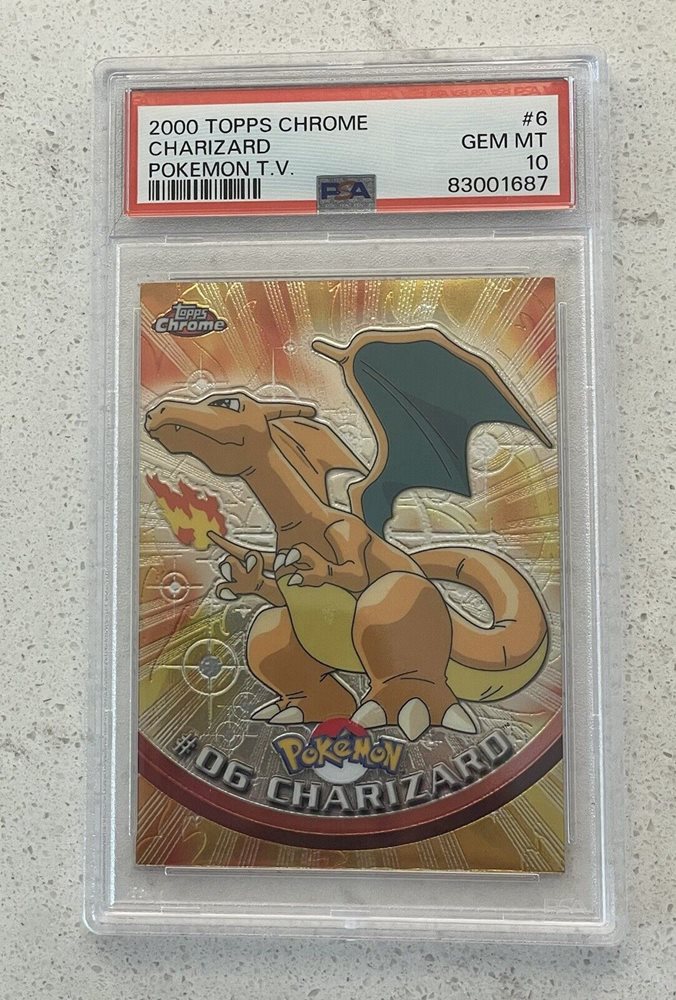 2000 TOPPS CHROME #6
CHARIZARD GEM MT
POKEMON T.V. 10
PSA 83001687
Topps
Chrome
POKéMON
#06 CHARIZARD